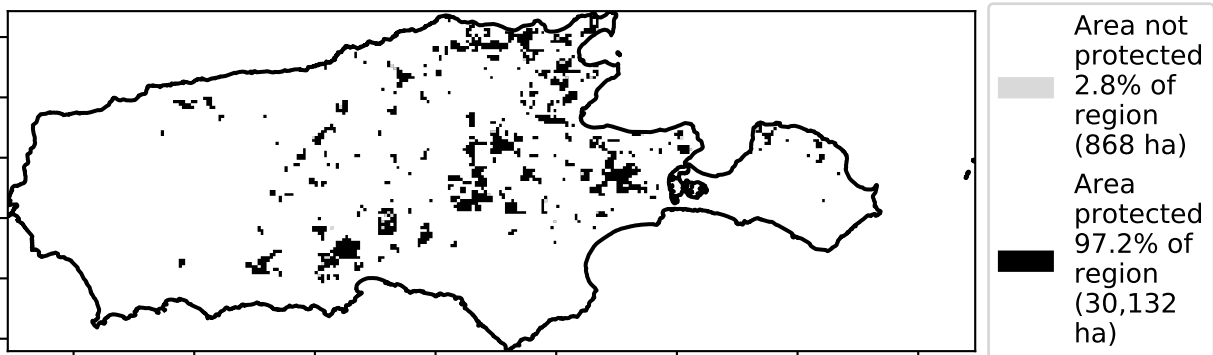 Area not
protected
2.8% of
region
(868 ha)
Area
protected
97.2% of
region
(30,132
ha)